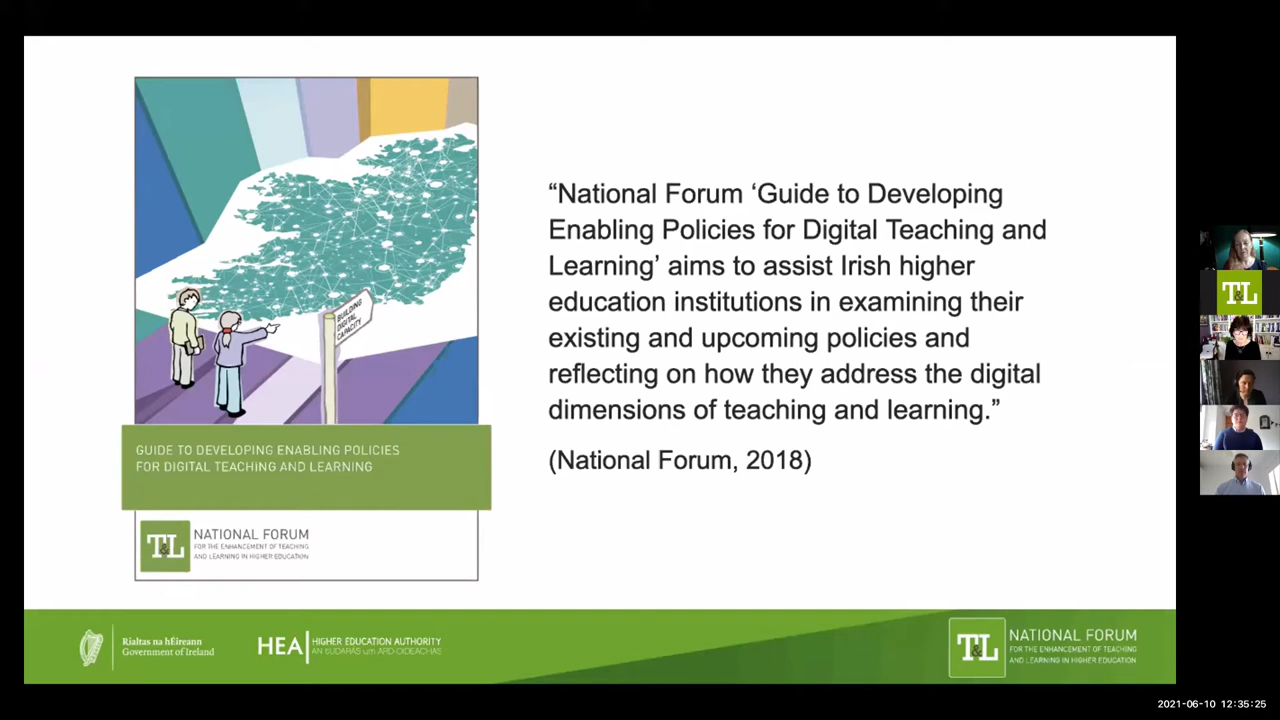 BUILDING
DIGITAL
CAPACITY
GUIDE TO DEVELOPING ENABLING POLICIES
FOR DIGITAL TEACHING AND LEARNING
T&L
NATIONAL FORUM
FOR THE ENHANCEMENT OF TEACHING
AND LEARNING IN HIGHER EDUCATION
“National Forum ‘Guide to Developing
Enabling Policies for Digital Teaching and
Learning’ aims to assist Irish higher
education institutions in examining their
existing and upcoming policies and
reflecting on how they address the digital
dimensions of teaching and learning.”
(National Forum, 2018)
T&L
Rialtas na hÉireann
Government of Ireland
HEA
HIGHER EDUCATION AUTHORITY
AN tÚDARÁS um ARD-OIDEACHAS
T&L
NATIONAL FORUM
FOR THE ENHANCEMENT OF TEACHING
AND LEARNING IN HIGHER EDUCATION
2021-06-10 12:35:25